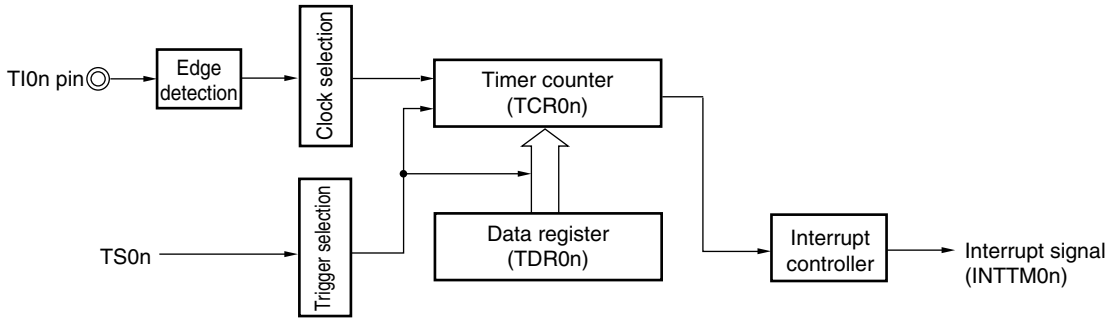 TI0n pin
Edge
detection
Clock selection
Timer counter
(TCR0n)
TS0n
Trigger selection
Data register
(TDR0n)
Interrupt
controller
Interrupt signal
(INTTM0n)